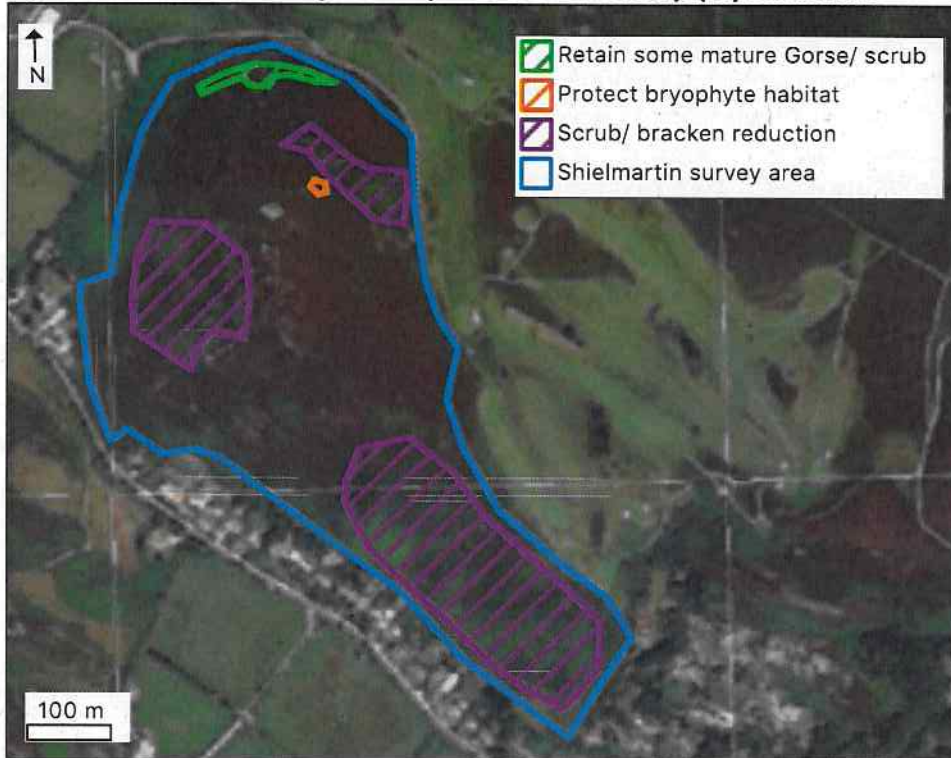 N
Retain some mature Gorse/ scrub
Protect bryophyte habitat
Scrub/ bracken reduction
Shielmartin survey area
100 m